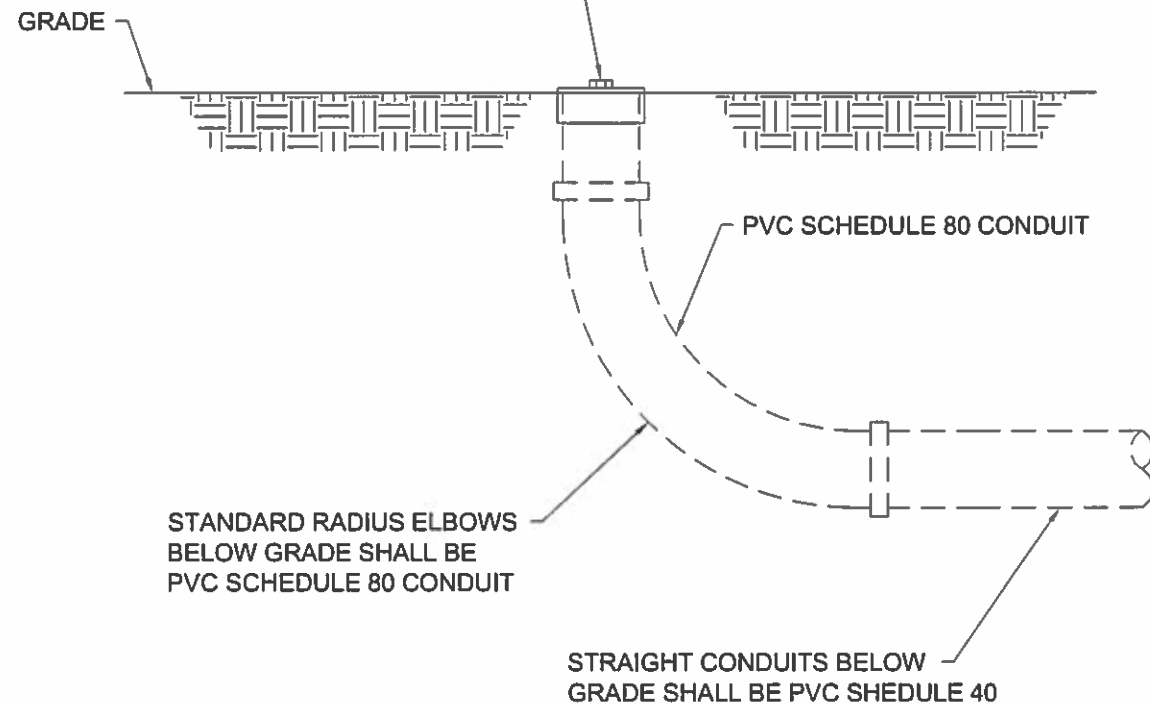 GRADE
PVC SCHEDULE 80 CONDUIT
STANDARD RADIUS ELBOWS
BELOW GRADE SHALL BE
PVC SCHEDULE 80 CONDUIT
STRAIGHT CONDUITS BELOW
GRADE SHALL BE PVC SHEDULE 40